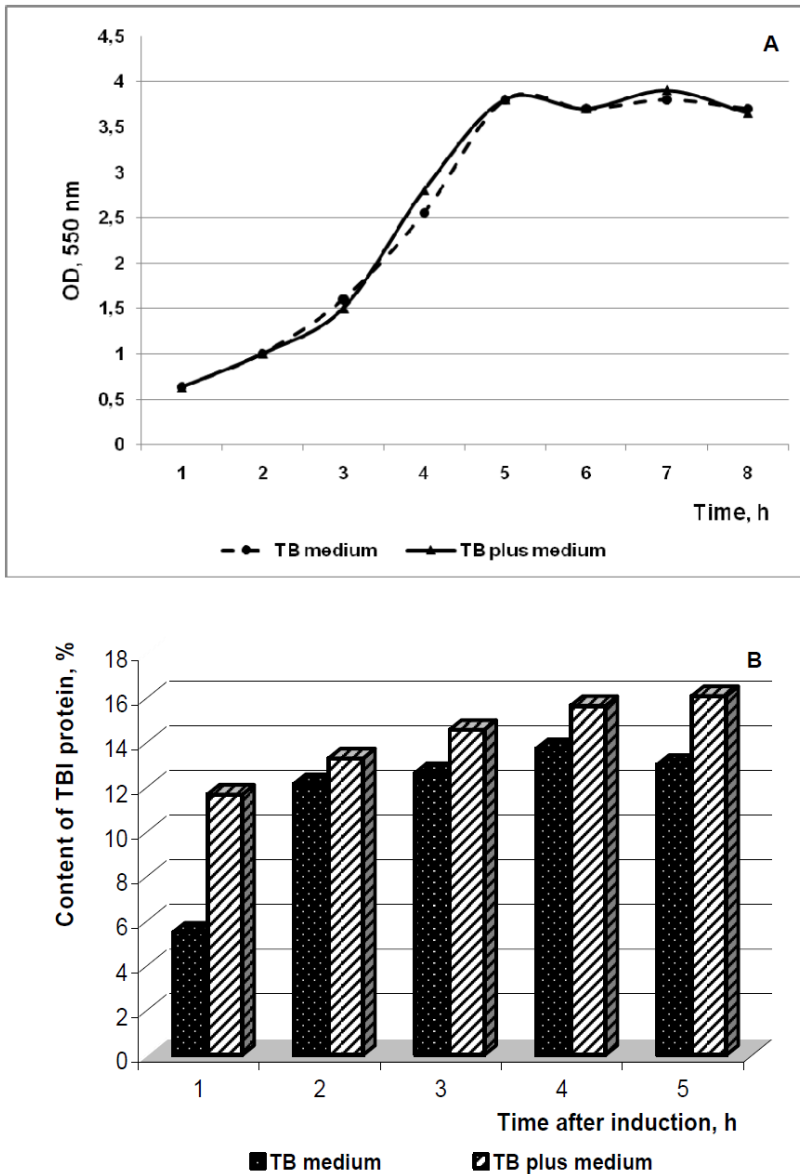 A
OD, 550 nm
4,5
4
3,5
3
2,5
2
1,5
1
0,5
0
1 2 3 4 5 6 7 8
Time, h
TB medium TB plus medium
B
Content of TBI protein, %
18
16
14
12
10
8
6
4
2
0
1 2 3 4 5
Time after induction, h
TB medium TB plus medium